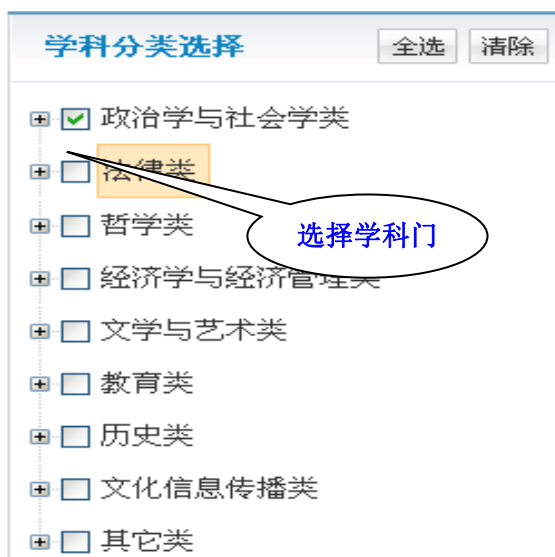 学科分类选择 全选 清除
政治学与社会学类
法律类
哲学类
选择学科门
经济学与经济管理类
文学与艺术类
教育类
历史类
文化信息传播类
其它类